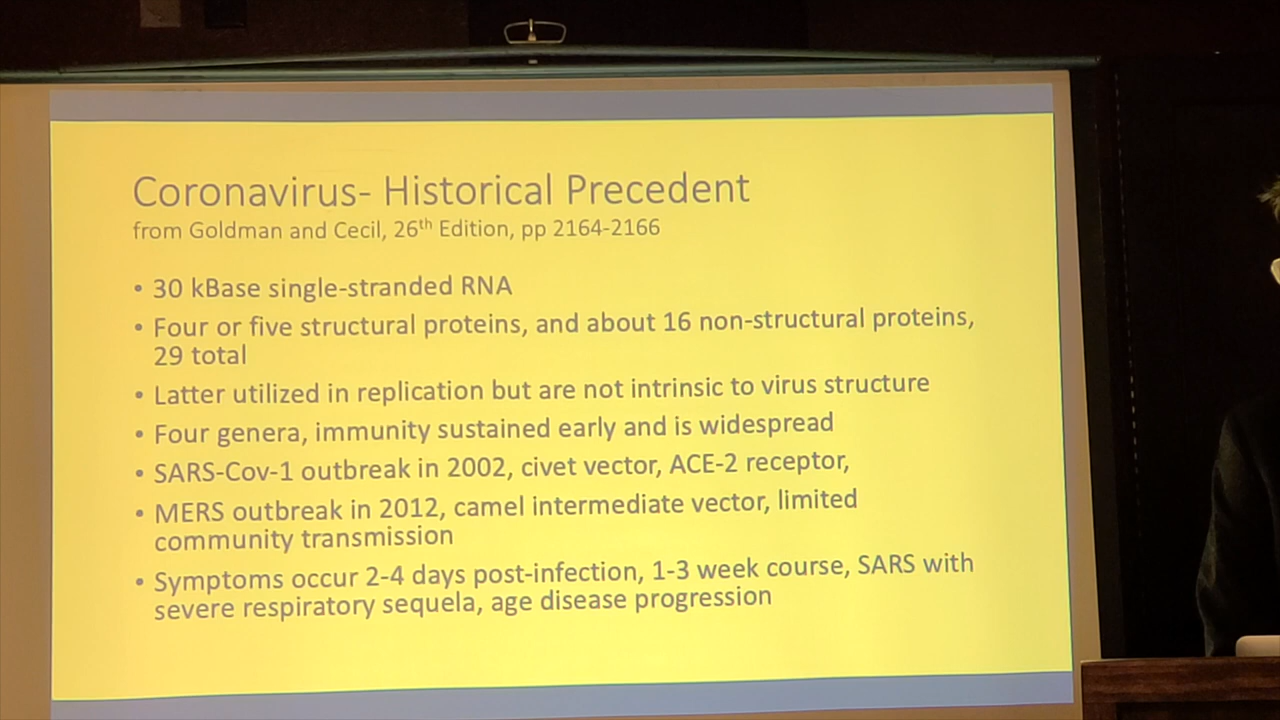 Coronavirus- Historical Precedent
from Goldman and Cecil, 26th Edition, pp 2164-2166
• 30 kBase single-stranded RNA
• Four or five structural proteins, and about 16 non-structural proteins,
29 total
• Latter utilized in replication but are not intrinsic to virus structure
• Four genera, immunity sustained early and is widespread
• SARS-Cov-1 outbreak in 2002, civet vector, ACE-2 receptor,
• MERS outbreak in 2012, camel intermediate vector, limited
community transmission
• Symptoms occur 2-4 days post-infection, 1-3 week course, SARS with
severe respiratory sequela, age disease progression